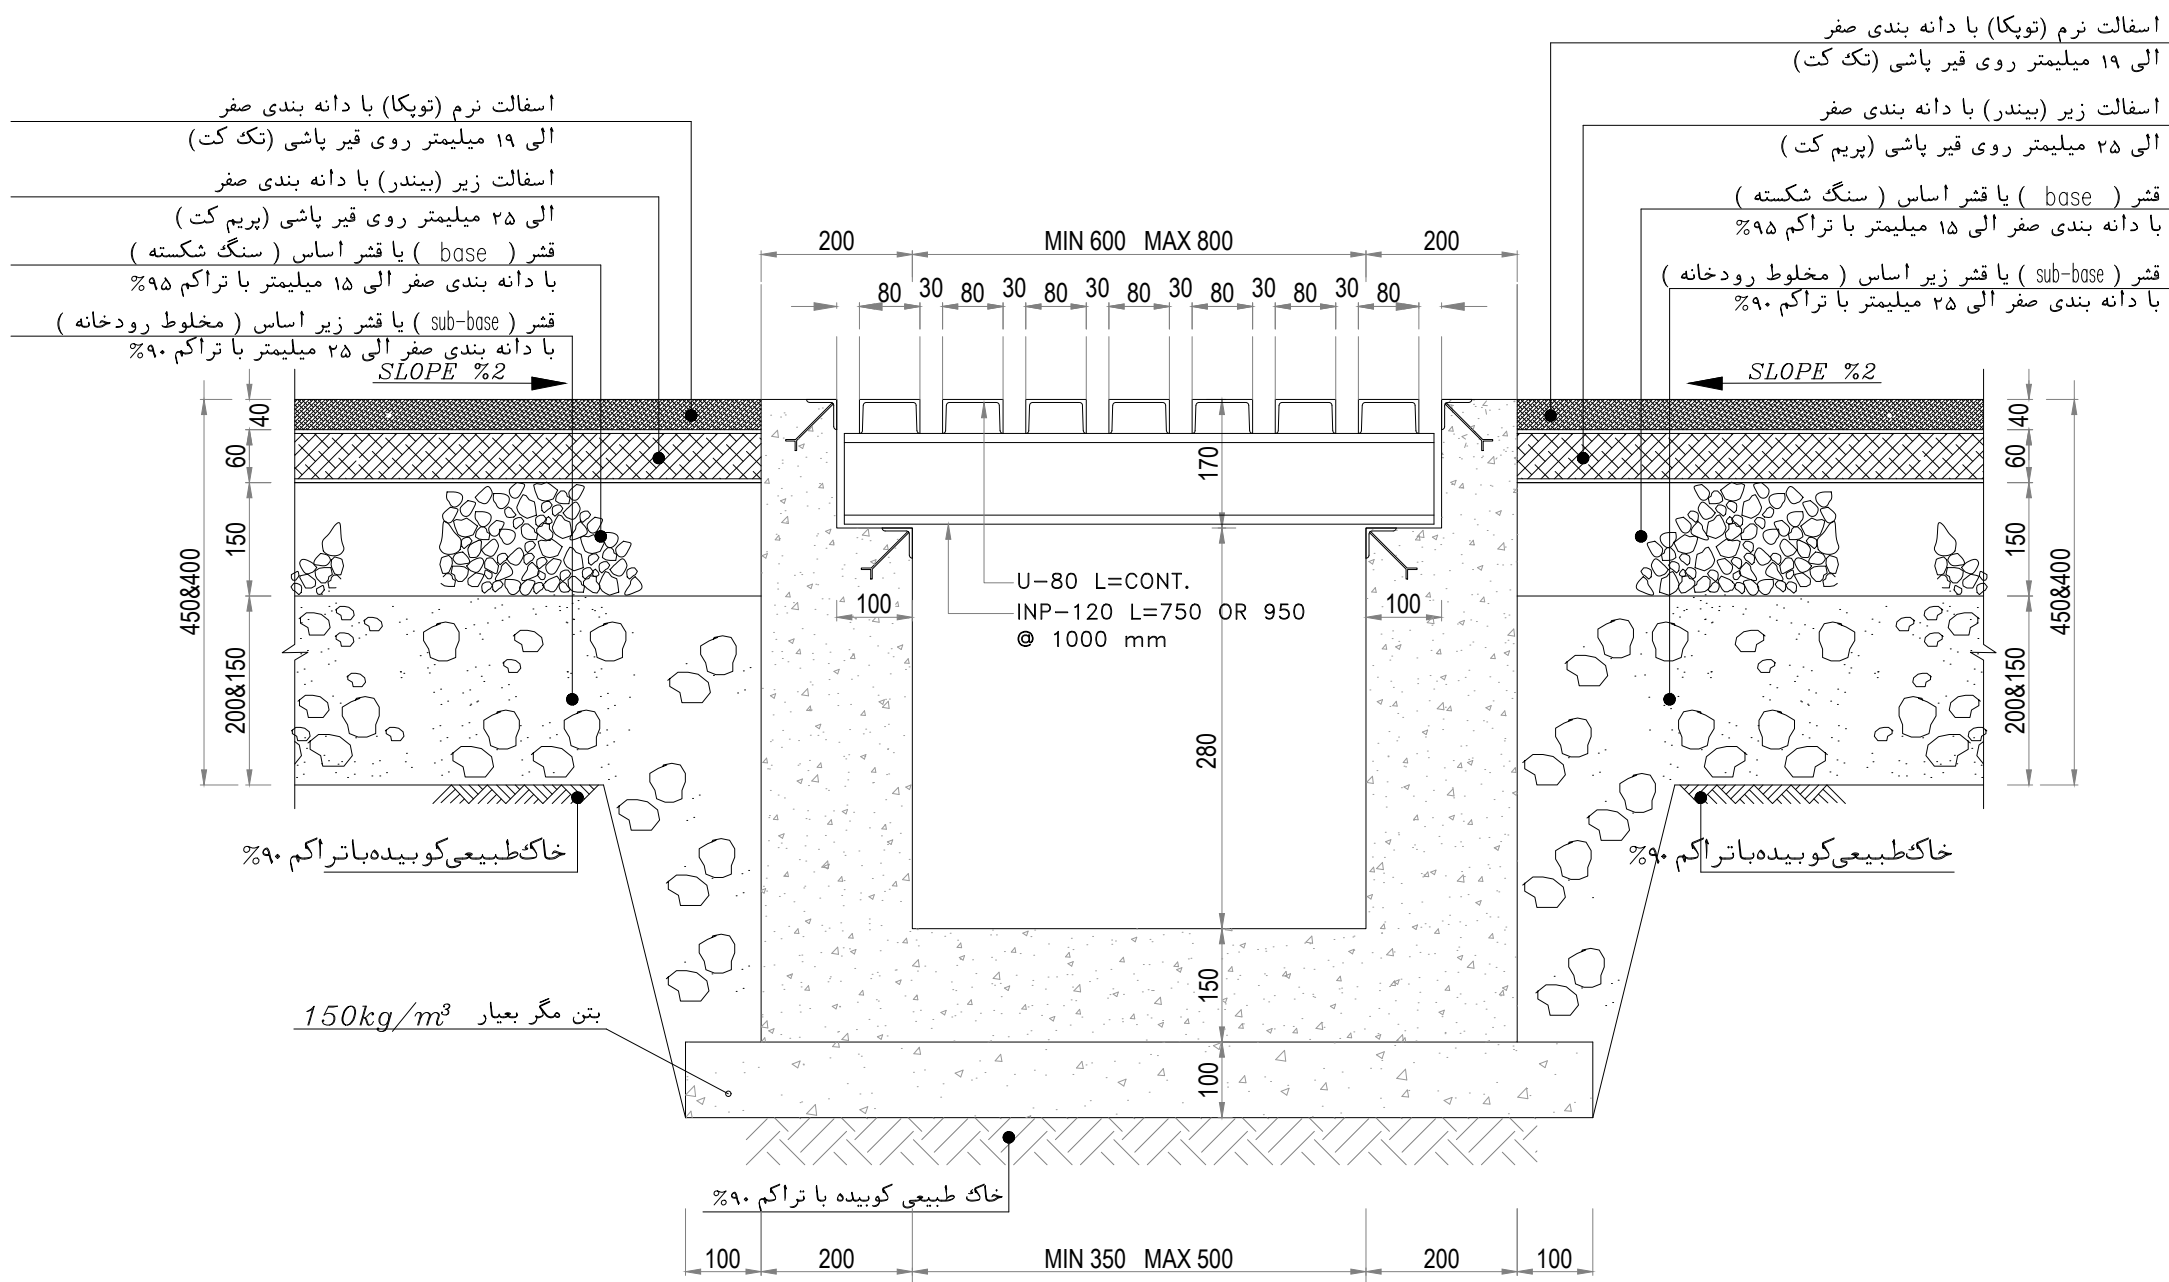 اسفالت نرم (توپکا) با دانه بندی صفر
الی ۱۹ میلیمتر روی قیر پاشی (تک کت)
اسفالت زیر (بیندر) با دانه بندی صفر
الی ۲۵ میلیمتر روی قیر پاشی (پریم کت)
قشر ( base ) یا قشر اساس ( سنگ شکسته )
با دانه بندی صفر الی ۱۵ میلیمتر با تراکم ۹۵%
قشر ( sub-base ) یا قشر زیر اساس ( مخلوط رودخانه )
با دانه بندی صفر الی ۲۵ میلیمتر با تراکم ۹۰%
SLOPE %2
اسفالت نرم (توپکا) با دانه بندی صفر
الی ۱۹ میلیمتر روی قیر پاشی (تک کت)
اسفالت زیر (بیندر) با دانه بندی صفر
الی ۲۵ میلیمتر روی قیر پاشی (پریم کت)
قشر ( base ) یا قشر اساس ( سنگ شکسته )
با دانه بندی صفر الی ۱۵ میلیمتر با تراکم ۹۵%
قشر ( sub-base ) یا قشر زیر اساس ( مخلوط رودخانه )
با دانه بندی صفر الی ۲۵ میلیمتر با تراکم ۹۰%
SLOPE %2
200 MIN 600 MAX 800 200
80 30 80 30 80 30 80 30 80 30 80 30 80
40
60
150
200&150
450&400
40
60
150
200&150
450&400
170
280
150
100
100
100
U-80 L=CONT.
INP-120 L=750 OR 950
@ 1000 mm
خاک طبیعی کوبیده با تراکم ۹۰%
خاک طبیعی کوبیده با تراکم ۹۰%
بتن مگر بعیار 150kg/m³
خاک طبیعی کوبیده با تراکم ۹۰%
100 200 MIN 350 MAX 500 200 100